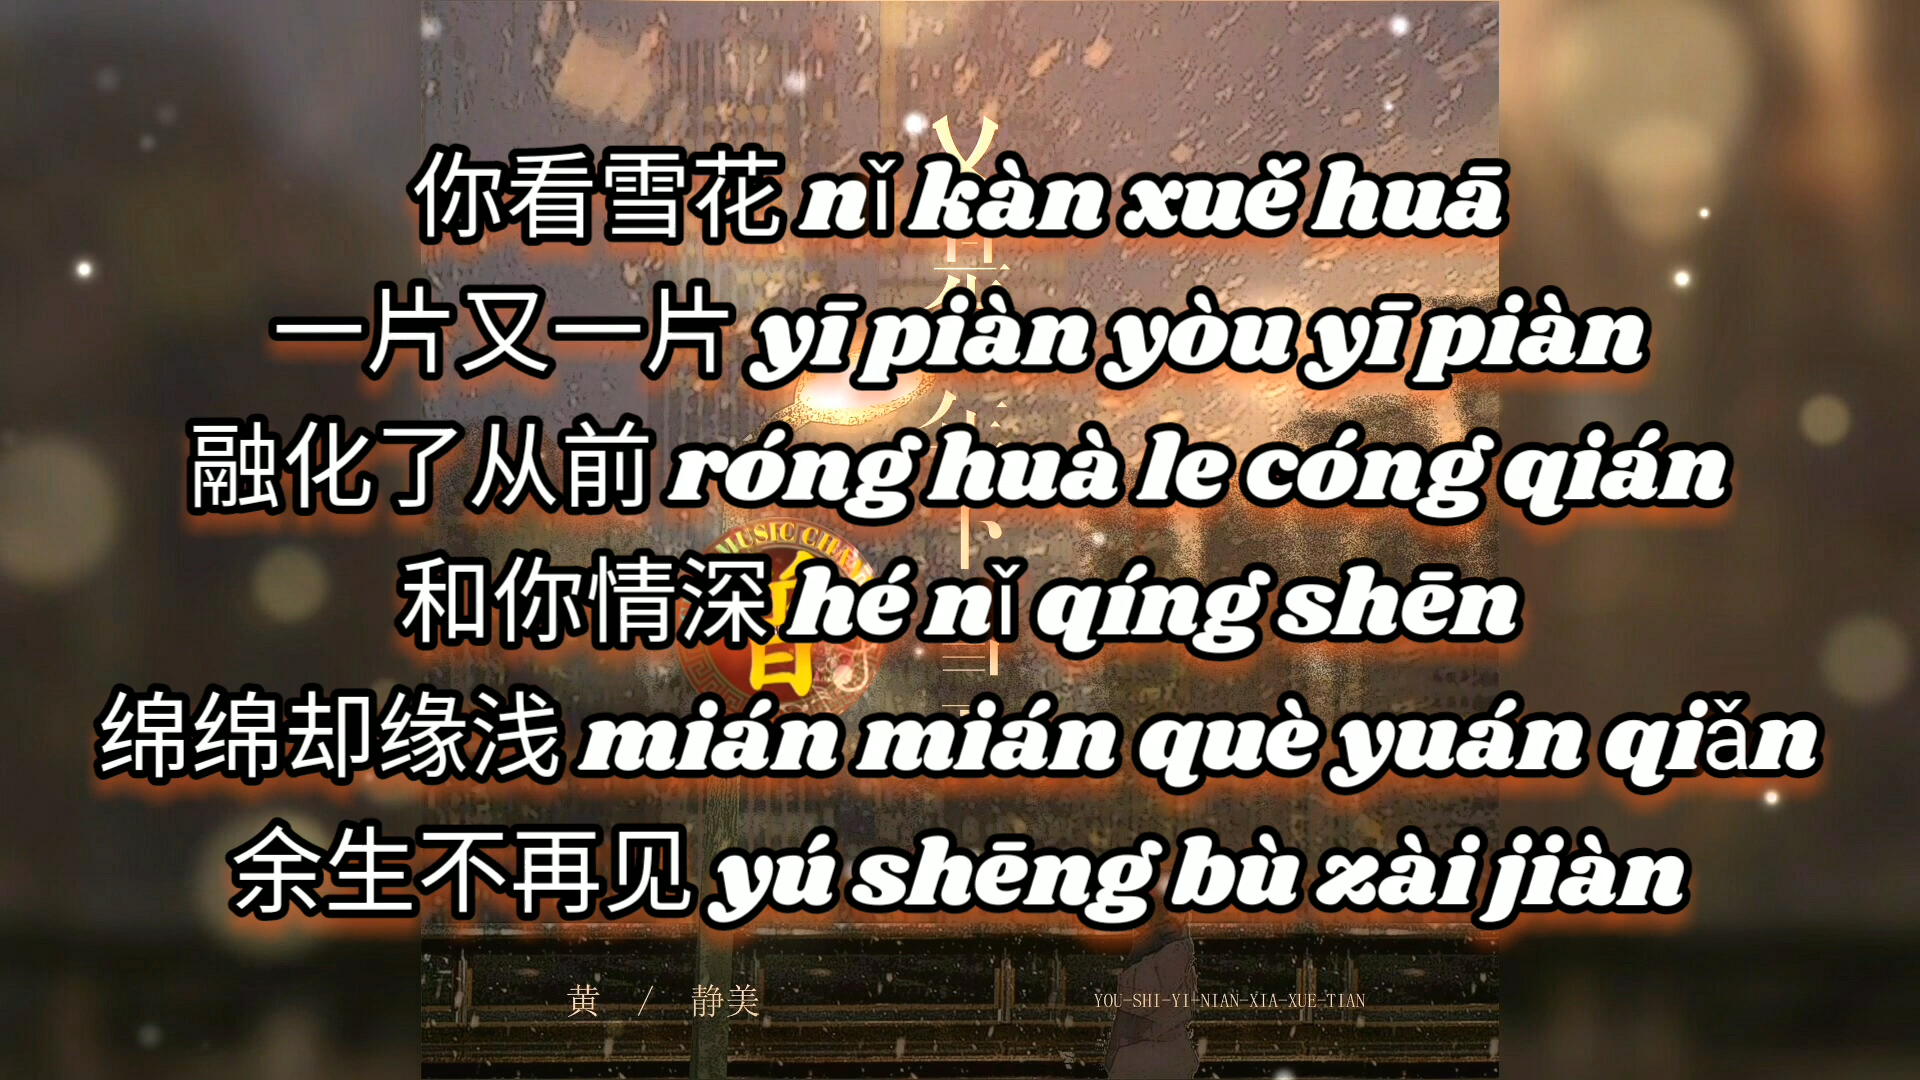 你看雪花 nǐ kàn xuě huā
一片又一片 yī piàn yòu yī piàn
融化了从前 róng huà le cóng qián
和你情深 hé nǐ qíng shēn
绵绵却缘浅 mián mián què yuán qiǎn
余生不再见 yú shēng bù zài jiàn
MUSIC
音
黄 / 静美
YOU-SHI-YI-NIAN-XIA-XUE-TIAN